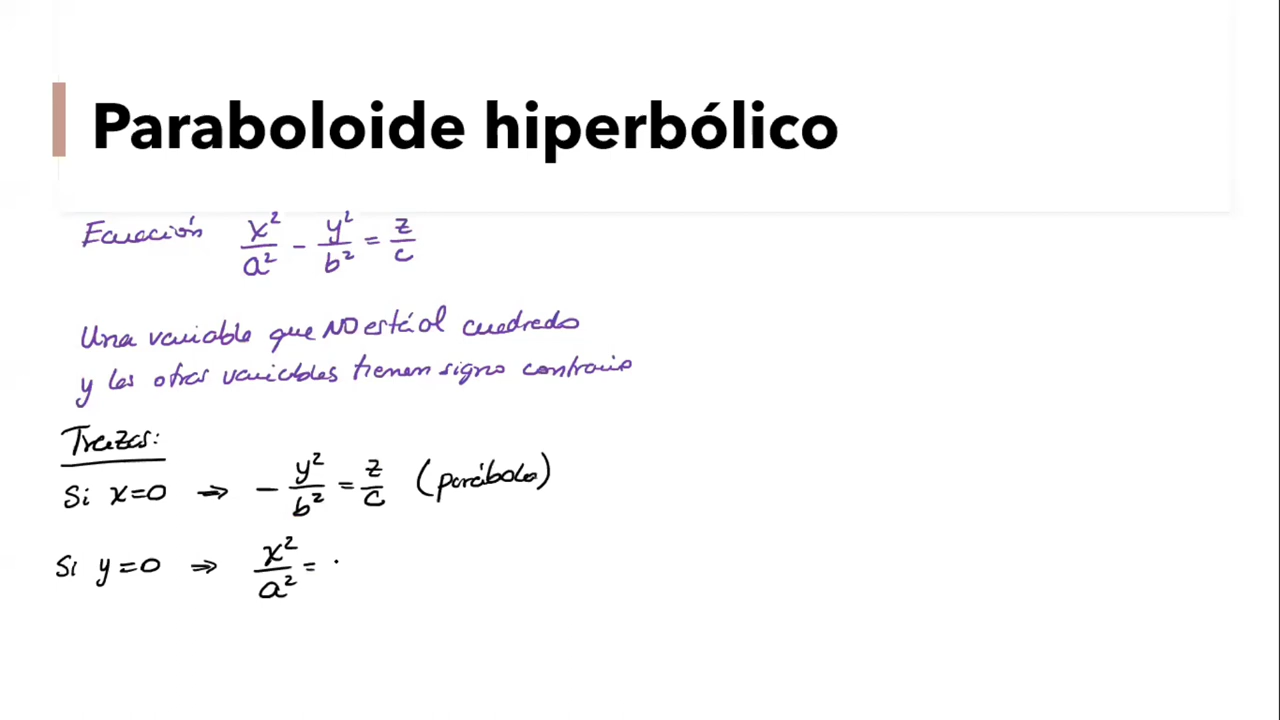 Paraboloide hiperbólico
Ecuación x²/a² - y²/b² = z/c
Una variable que NO está al cuadrado
y las otras variables tienen signo contrario
Trazas:
Si x=0 ⇒ - y²/b² = z/c (parábola)
Si y=0 ⇒ x²/a² =